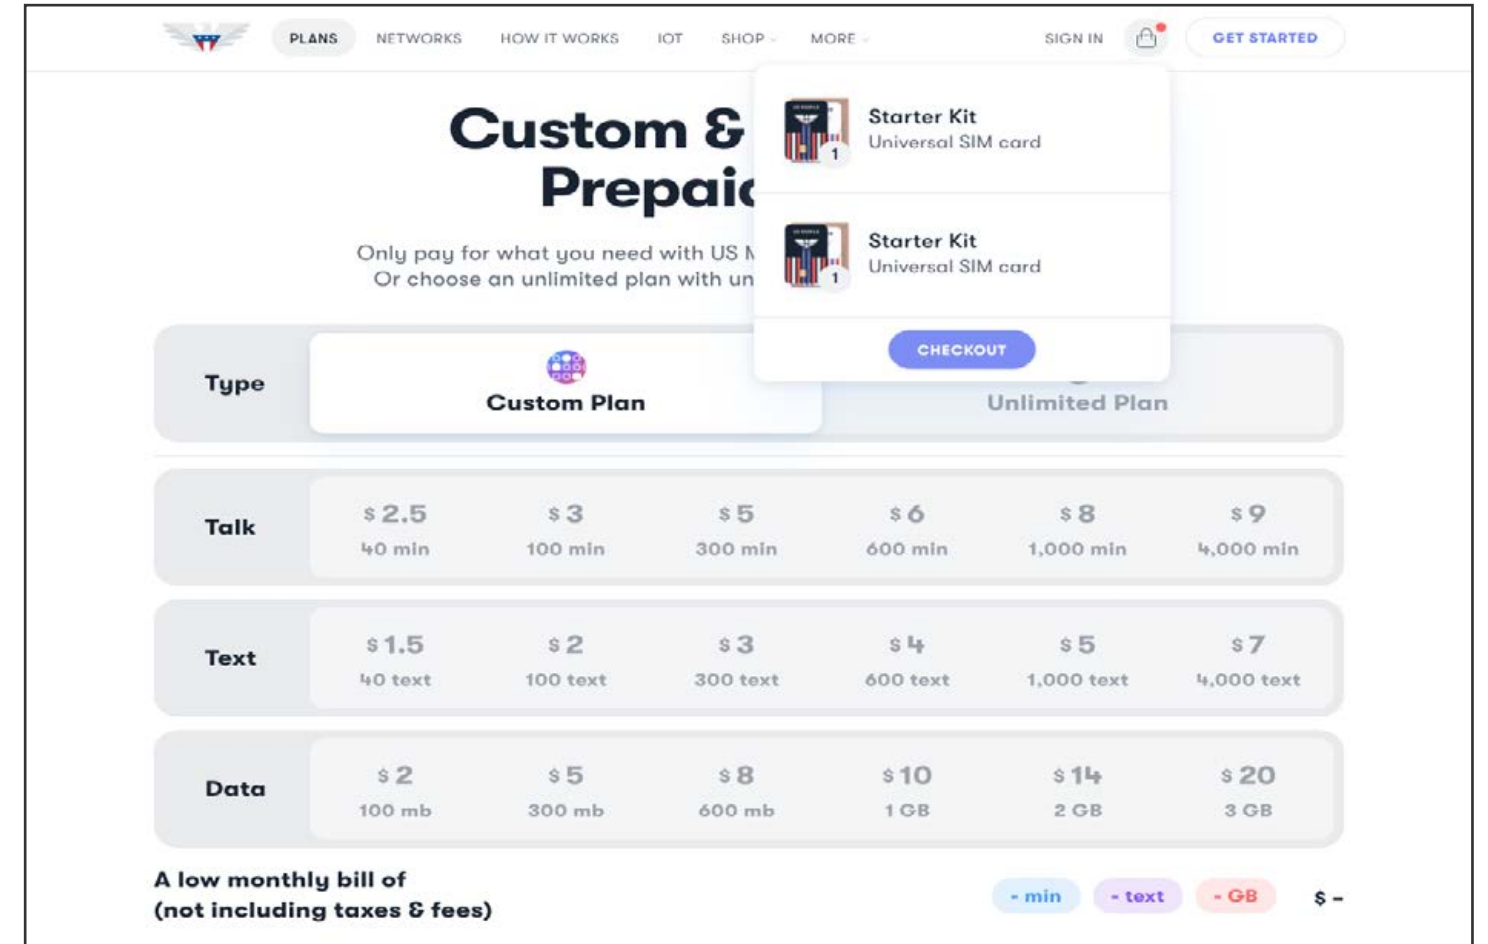 PLANS NETWORKS HOW IT WORKS IOT SHOP MORE SIGN IN GET STARTED
Custom &
Starter Kit
Universal SIM card
1
Only pay for what you need with US
Or choose an unlimited plan with
Starter Kit
Universal SIM card
1
CHECKOUT
Type
Custom Plan
Unlimited Plan
Talk
$ 2.5 $ 3 $ 5 $ 6 $ 8 $ 9
40 min 100 min 300 min 600 min 1,000 min 4,000 min
Text
$ 1.5 $ 2 $ 3 $ 4 $ 5 $ 7
40 text 100 text 300 text 600 text 1,000 text 4,000 text
Data
$ 2 $ 5 $ 8 $ 10 $ 14 $ 20
100 mb 300 mb 600 mb 1 GB 2 GB 3 GB
A low monthly bill of
(not including taxes & fees)
- min - text - GB $ -